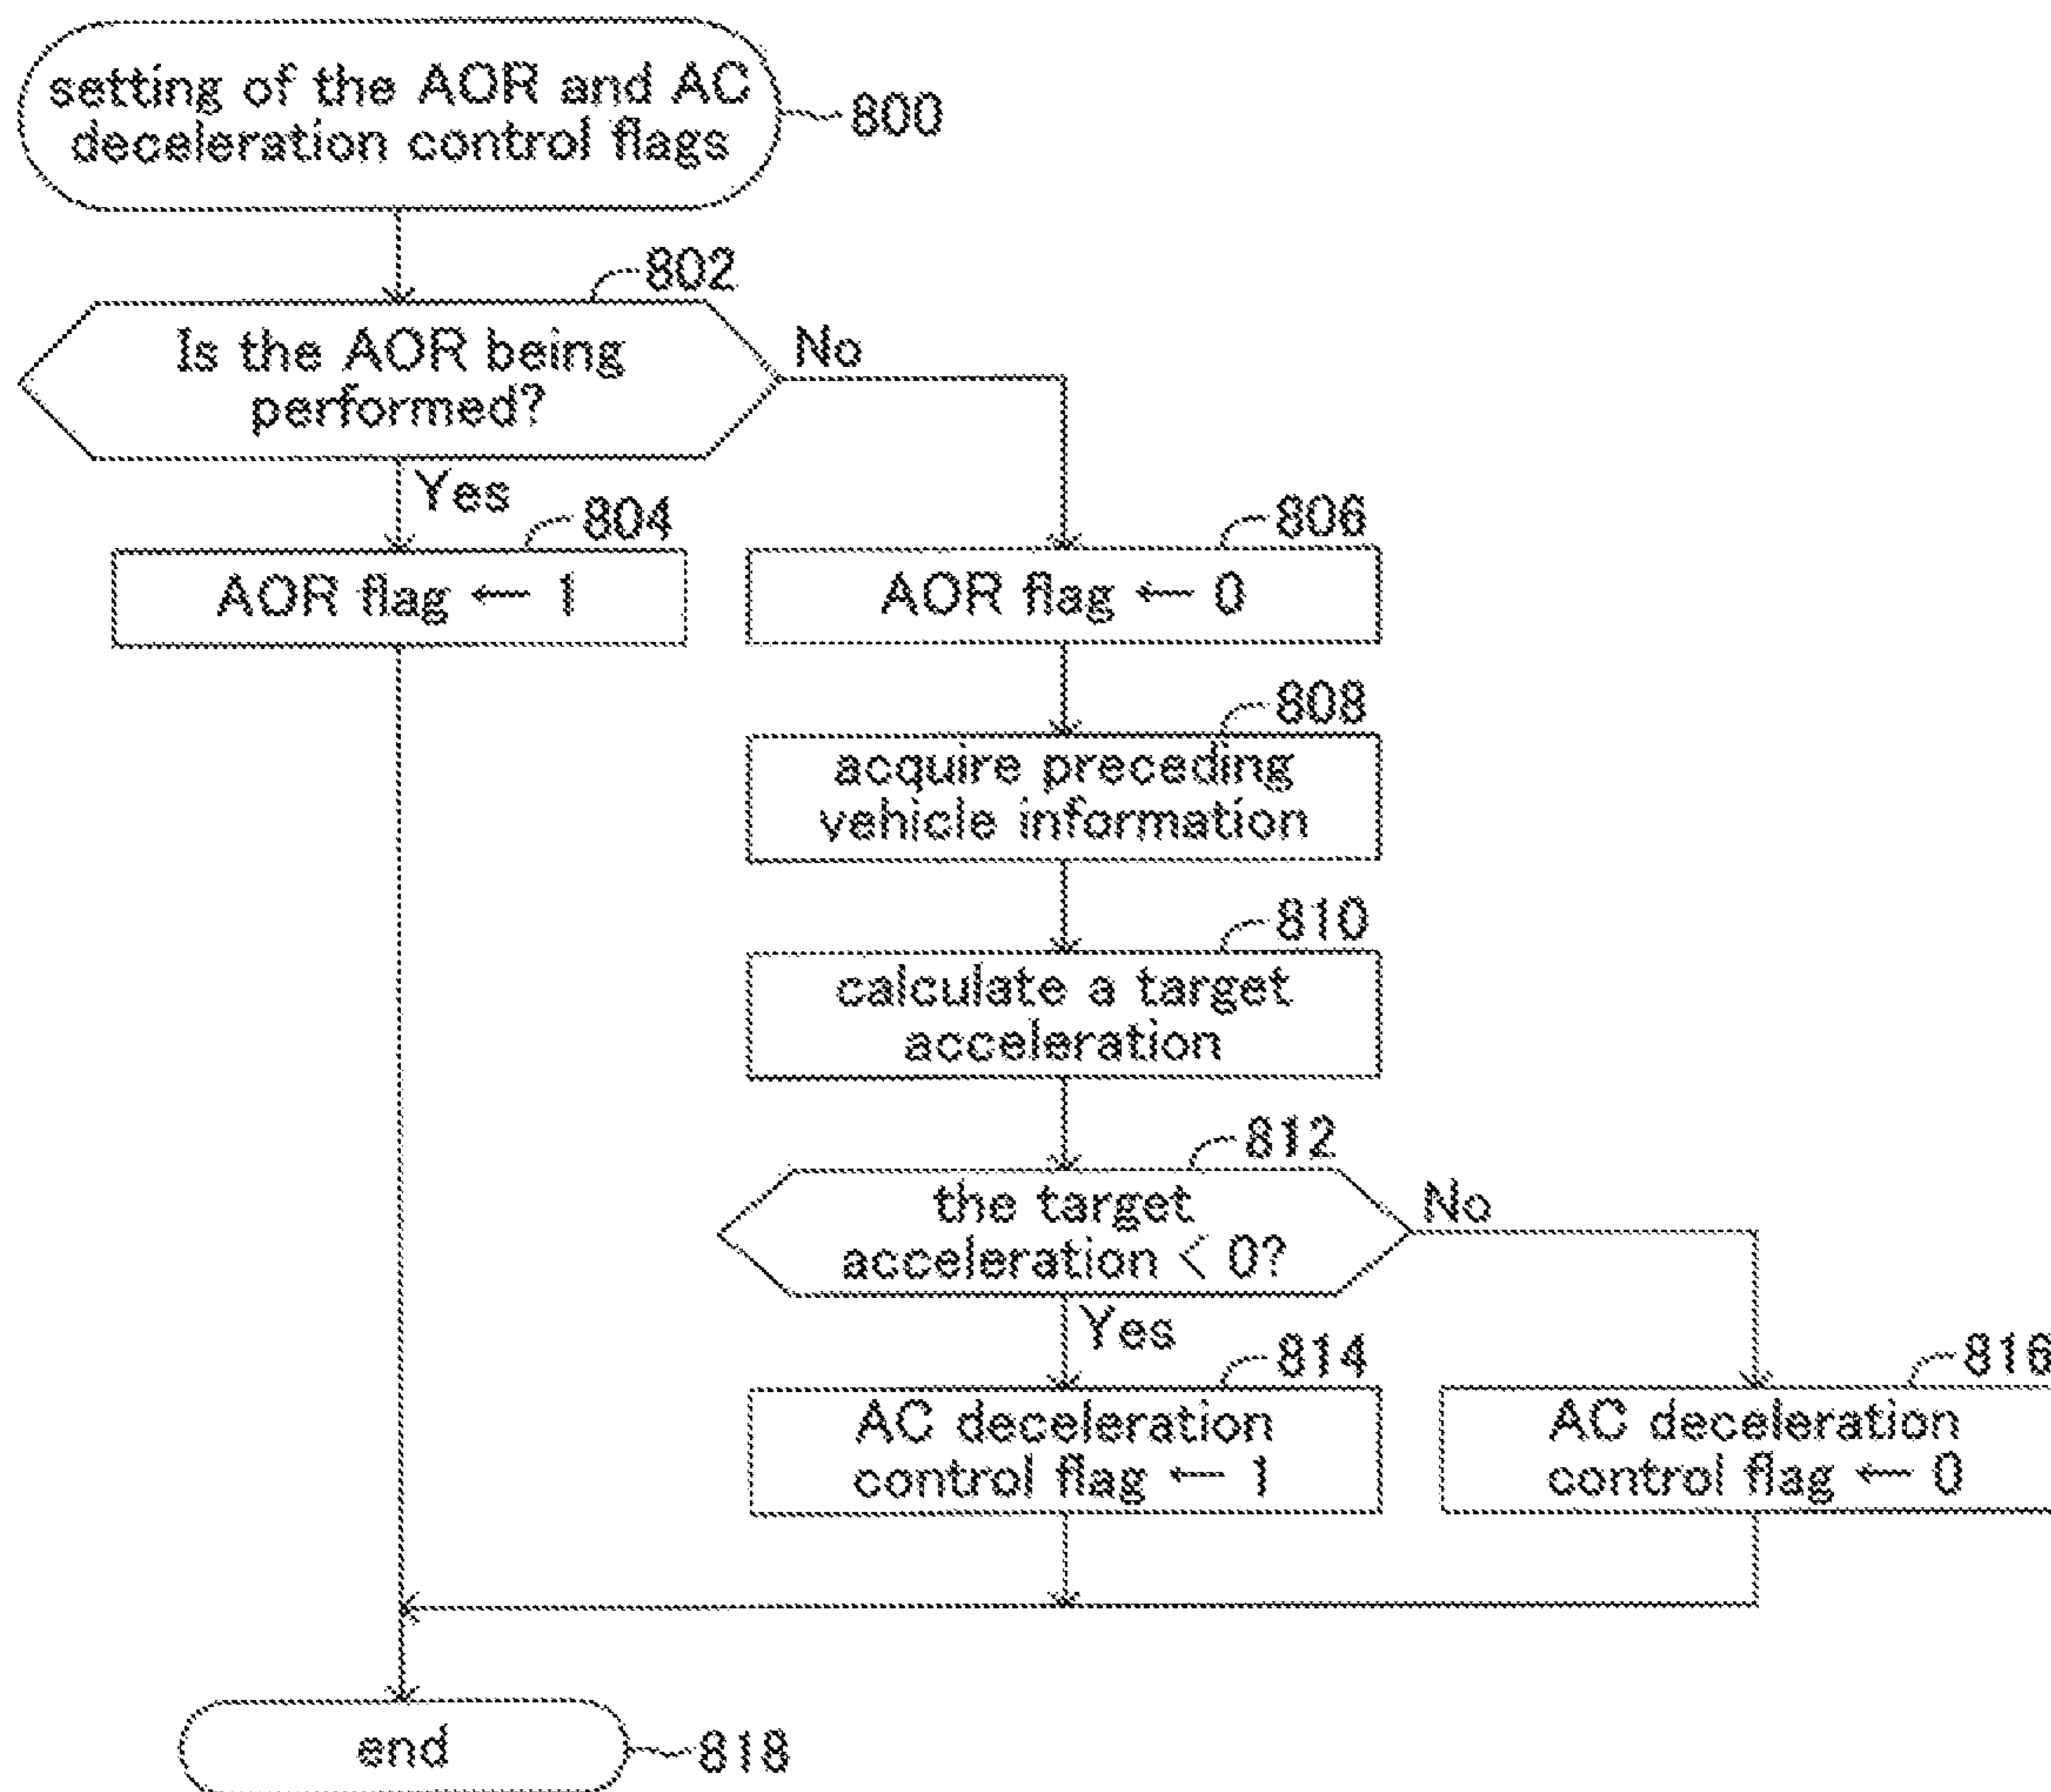 setting of the AOR and AC
deceleration control flags
800
802
Is the AOR being
performed?
No
Yes
804
AOR flag ← 1
806
AOR flag ← 0
808
acquire preceding
vehicle information
810
calculate a target
acceleration
812
the target
acceleration < 0?
No
Yes
814
AC deceleration
control flag ← 1
816
AC deceleration
control flag ← 0
end
818